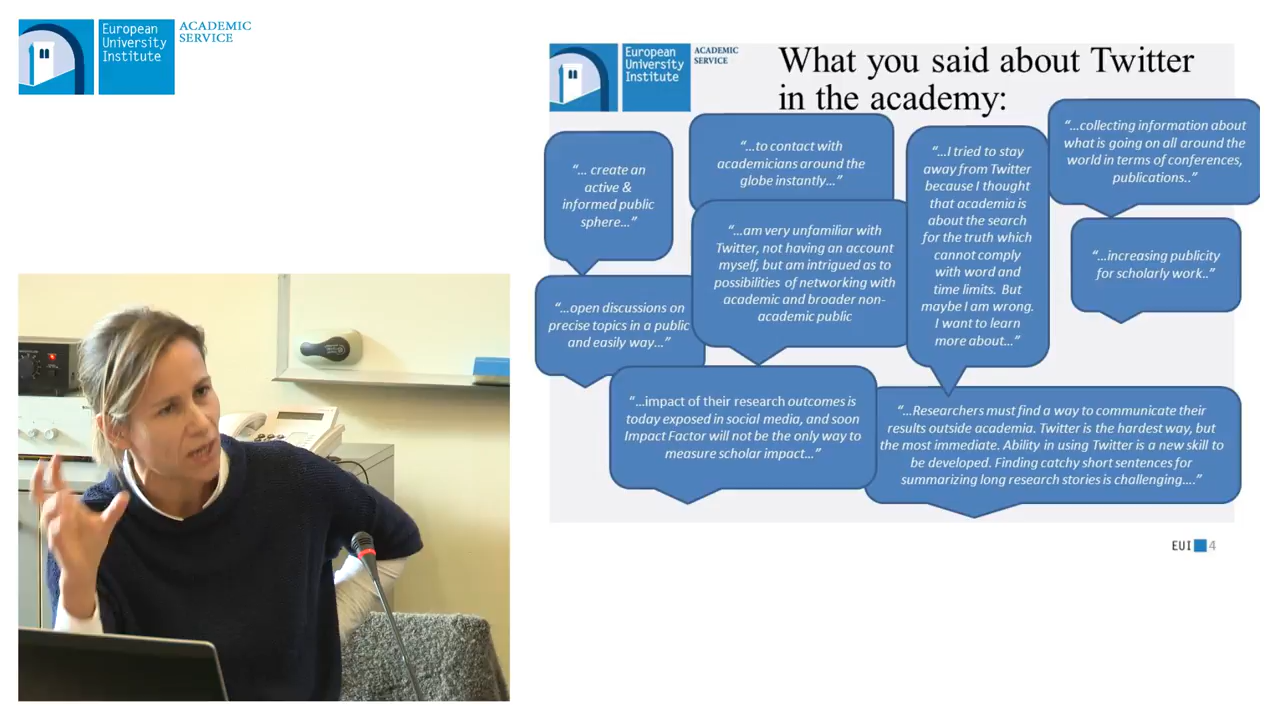 European
University
Institute
ACADEMIC
SERVICE
European
University
Institute
ACADEMIC
SERVICE
What you said about Twitter
in the academy:
“... create an
active &
informed public
sphere...”
“...to contact with
academicians around the
globe instantly...”
“...I tried to stay
away from Twitter
because I thought
that academia is
about the search
for the truth which
cannot comply
with word and
time limits. But
maybe I am wrong.
I want to learn
more about...”
“...collecting information about
what is going on all around the
world in terms of conferences,
publications..”
“...am very unfamiliar with
Twitter, not having an account
myself, but am intrigued as to
possibilities of networking with
academic and broader non-
academic public
“...increasing publicity
for scholarly work..”
“...open discussions on
precise topics in a public
and easily way...”
“...impact of their research outcomes is
today exposed in social media, and soon
Impact Factor will not be the only way to
measure scholar impact...”
“...Researchers must find a way to communicate their
results outside academia. Twitter is the hardest way, but
the most immediate. Ability in using Twitter is a new skill to
be developed. Finding catchy short sentences for
summarizing long research stories is challenging....”
EUI 4